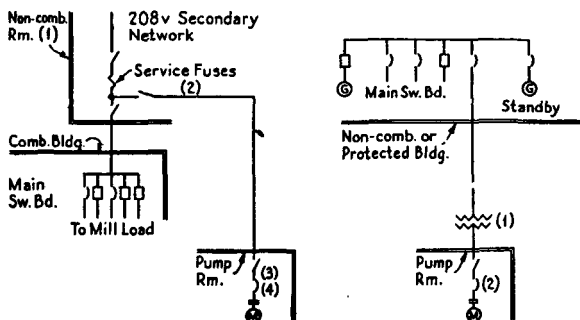 Non-comb.
Rm. (1)
208v Secondary
Network
Service Fuses
(2)
Comb. Bldg.
Main
Sw. Bd.
To Mill Load
Pump
Rm.
(3)
(4)
M
G
Main Sw. Bd.
G
Standby
Non-comb. or
Protected Bldg.
(1)
Pump
Rm.
(2)
M